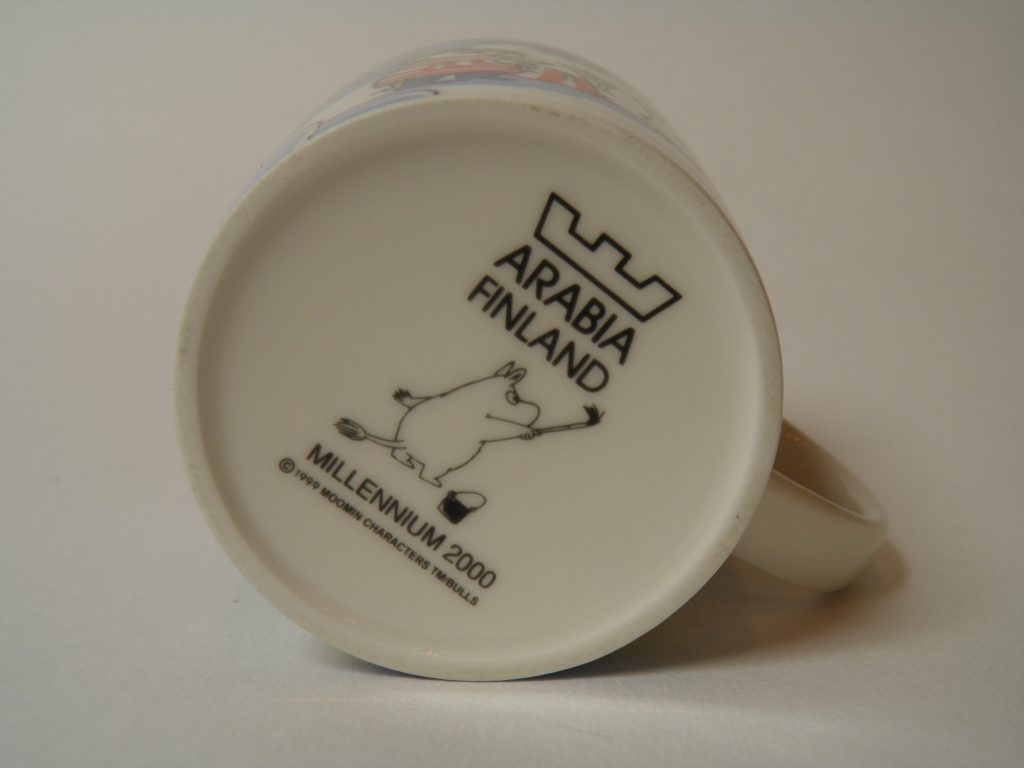 ARABIA
FINLAND
MILLENNIUM 2000
© 1999 MOOMIN CHARACTERS TM/BULLS